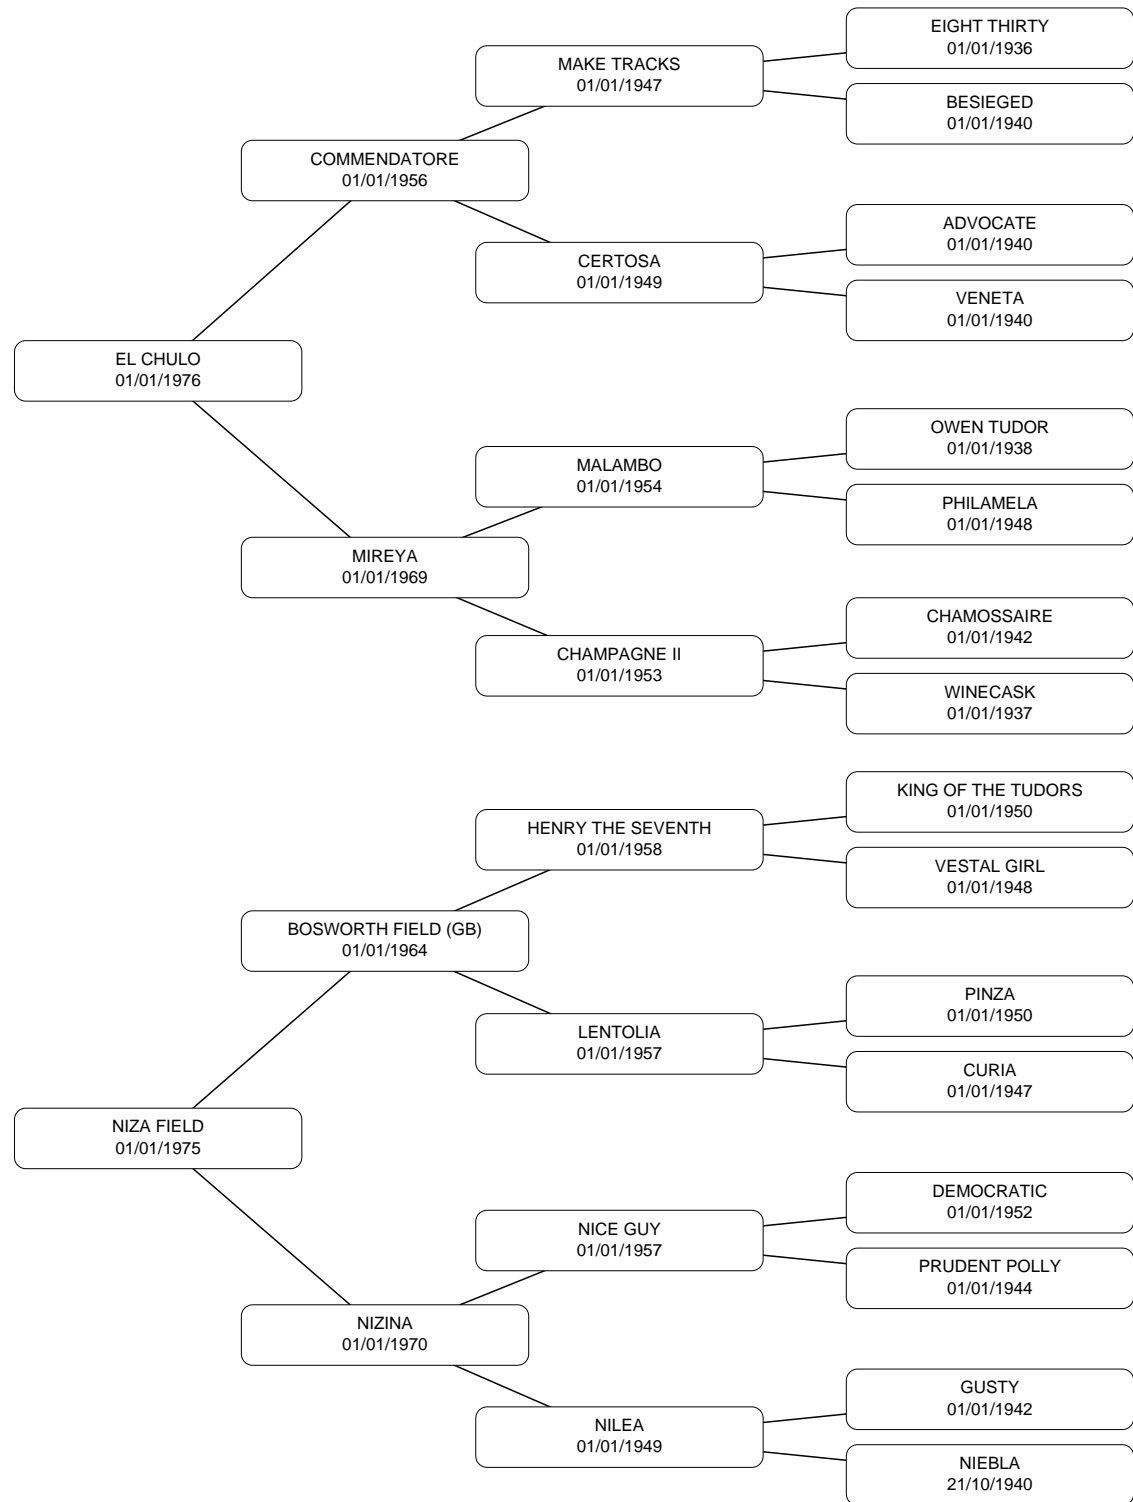 EIGHT THIRTY
01/01/1936
MAKE TRACKS
01/01/1947
BESIEGED
01/01/1940
COMMENDATORE
01/01/1956
ADVOCATE
01/01/1940
CERTOSA
01/01/1949
VENETA
01/01/1940
EL CHULO
01/01/1976
OWEN TUDOR
01/01/1938
MALAMBO
01/01/1954
PHILAMELA
01/01/1948
MIREYA
01/01/1969
CHAMOSSAIRE
01/01/1942
CHAMPAGNE II
01/01/1953
WINECASK
01/01/1937
KING OF THE TUDORS
01/01/1950
HENRY THE SEVENTH
01/01/1958
VESTAL GIRL
01/01/1948
BOSWORTH FIELD (GB)
01/01/1964
PINZA
01/01/1950
LENTOLIA
01/01/1957
CURIA
01/01/1947
NIZA FIELD
01/01/1975
DEMOCRATIC
01/01/1952
NICE GUY
01/01/1957
PRUDENT POLLY
01/01/1944
NIZINA
01/01/1970
GUSTY
01/01/1942
NILEA
01/01/1949
NIEBLA
21/10/1940